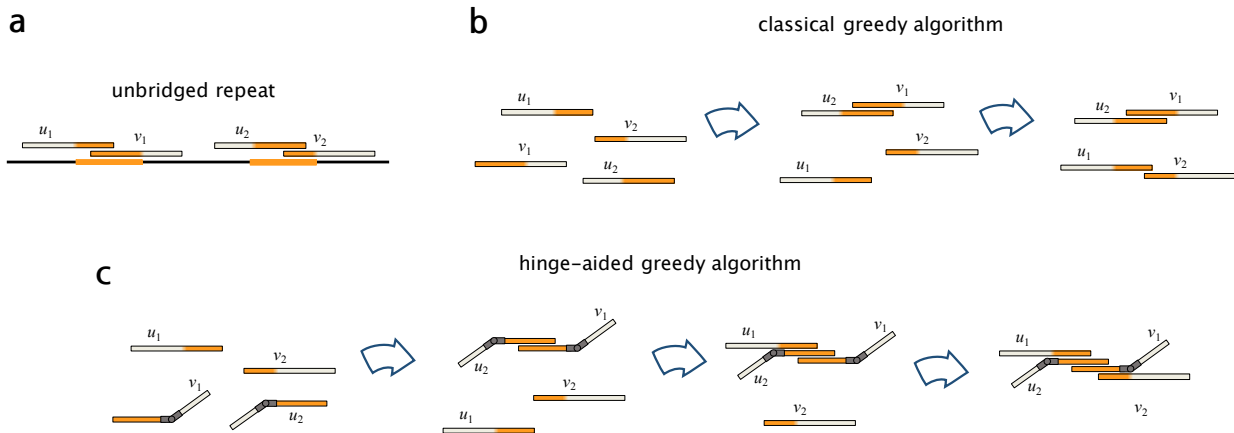 a
unbridged repeat
u1
v1
u2
v2
b
classical greedy algorithm
u1
v2
v1
u2
u2
v1
v2
u1
u2
v1
u1
v2
c
hinge-aided greedy algorithm
u1
v2
v1
u2
v1
u2
v2
u1
u1
v1
u2
v2
u1
v1
u2
v2